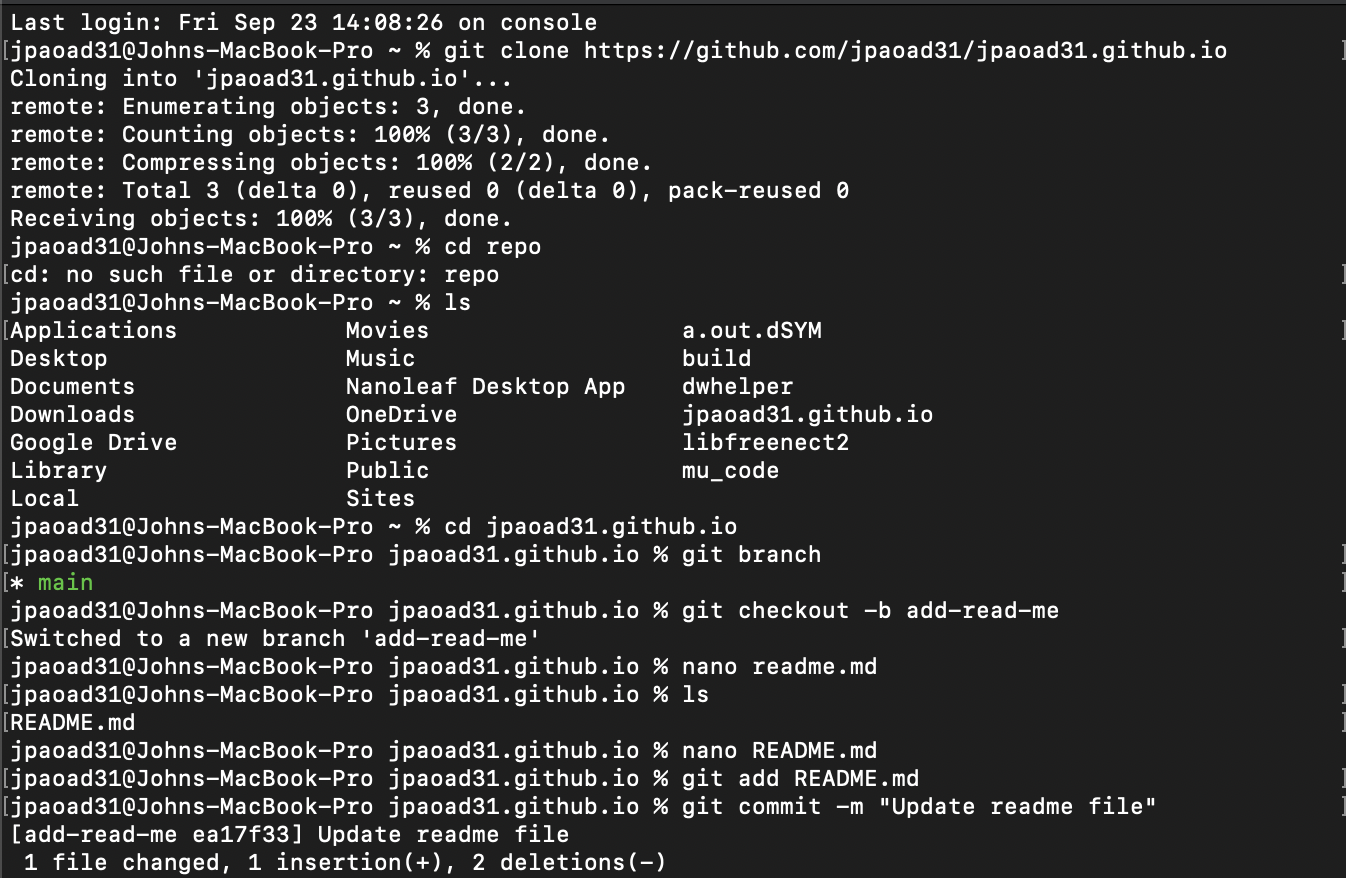 Last login: Fri Sep 23 14:08:26 on console
[jpaoad31@Johns-MacBook-Pro ~ % git clone https://github.com/jpaoad31/jpaoad31.github.io ]
Cloning into 'jpaoad31.github.io'...
remote: Enumerating objects: 3, done.
remote: Counting objects: 100% (3/3), done.
remote: Compressing objects: 100% (2/2), done.
remote: Total 3 (delta 0), reused 0 (delta 0), pack-reused 0
Receiving objects: 100% (3/3), done.
jpaoad31@Johns-MacBook-Pro ~ % cd repo
[cd: no such file or directory: repo ]
jpaoad31@Johns-MacBook-Pro ~ % ls
[Applications Movies a.out.dSYM ]
Desktop Music build
Documents Nanoleaf Desktop App dwhelper
Downloads OneDrive jpaoad31.github.io
Google Drive Pictures libfreenect2
Library Public mu_code
Local Sites
jpaoad31@Johns-MacBook-Pro ~ % cd jpaoad31.github.io
[jpaoad31@Johns-MacBook-Pro jpaoad31.github.io % git branch ]
[* main ]
jpaoad31@Johns-MacBook-Pro jpaoad31.github.io % git checkout -b add-read-me
[Switched to a new branch 'add-read-me' ]
jpaoad31@Johns-MacBook-Pro jpaoad31.github.io % nano readme.md
[jpaoad31@Johns-MacBook-Pro jpaoad31.github.io % ls ]
[README.md ]
jpaoad31@Johns-MacBook-Pro jpaoad31.github.io % nano README.md
[jpaoad31@Johns-MacBook-Pro jpaoad31.github.io % git add README.md ]
[jpaoad31@Johns-MacBook-Pro jpaoad31.github.io % git commit -m "Update readme file" ]
[add-read-me ea17f33] Update readme file
1 file changed, 1 insertion(+), 2 deletions(-)